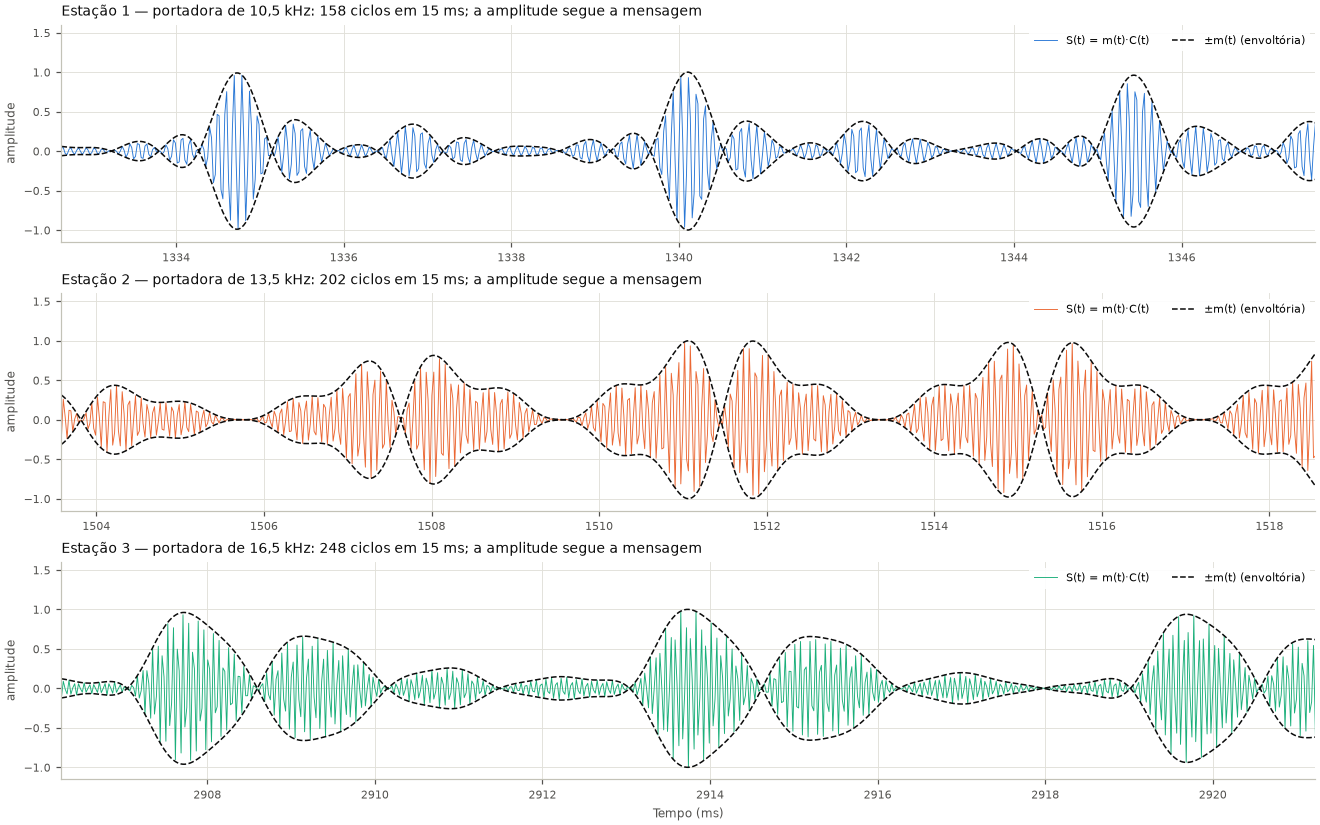 Estação 1 — portadora de 10,5 kHz: 158 ciclos em 15 ms; a amplitude segue a mensagem
S(t) = m(t)·C(t)
±m(t) (envoltória)
amplitude
1.5
1.0
0.5
0.0
−0.5
−1.0
1334 1336 1338 1340 1342 1344 1346
Estação 2 — portadora de 13,5 kHz: 202 ciclos em 15 ms; a amplitude segue a mensagem
S(t) = m(t)·C(t)
±m(t) (envoltória)
amplitude
1.5
1.0
0.5
0.0
−0.5
−1.0
1504 1506 1508 1510 1512 1514 1516 1518
Estação 3 — portadora de 16,5 kHz: 248 ciclos em 15 ms; a amplitude segue a mensagem
S(t) = m(t)·C(t)
±m(t) (envoltória)
amplitude
1.5
1.0
0.5
0.0
−0.5
−1.0
2908 2910 2912 2914 2916 2918 2920
Tempo (ms)